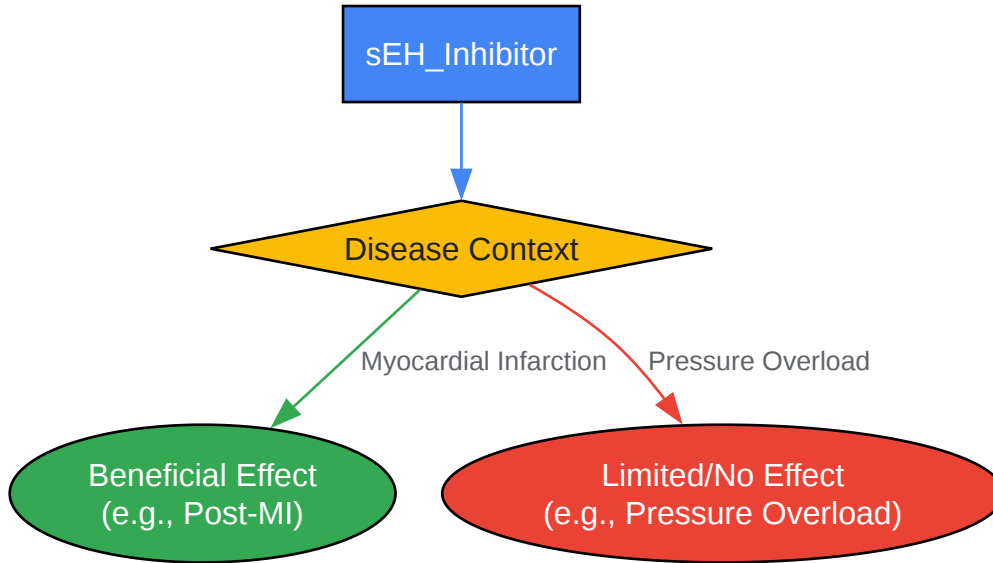 sEH_Inhibitor
Disease Context
Myocardial Infarction
Pressure Overload
Beneficial Effect
(e.g., Post-MI)
Limited/No Effect
(e.g., Pressure Overload)